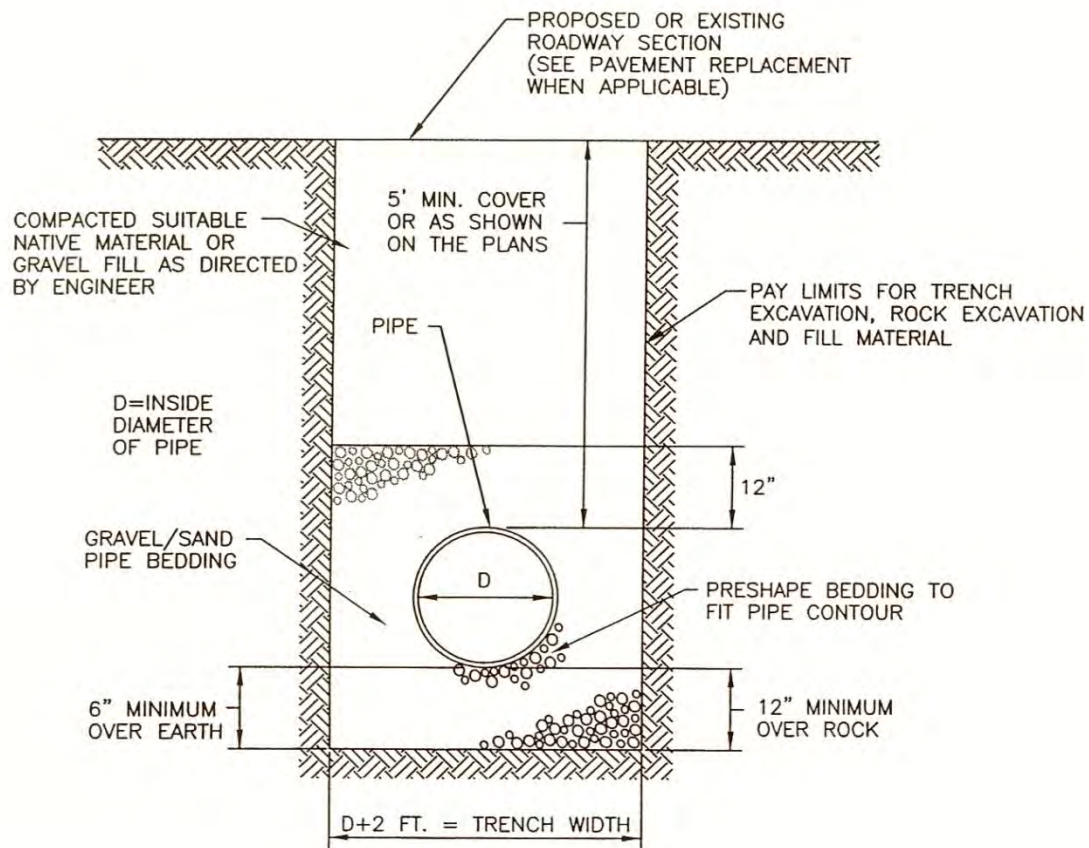 PROPOSED OR EXISTING
ROADWAY SECTION
(SEE PAVEMENT REPLACEMENT
WHEN APPLICABLE)
5' MIN. COVER
OR AS SHOWN
ON THE PLANS
COMPACTED SUITABLE
NATIVE MATERIAL OR
GRAVEL FILL AS DIRECTED
BY ENGINEER
PAY LIMITS FOR TRENCH
EXCAVATION, ROCK EXCAVATION
AND FILL MATERIAL
PIPE
D=INSIDE
DIAMETER
OF PIPE
12"
GRAVEL/SAND
PIPE BEDDING
D
PRESHAPE BEDDING TO
FIT PIPE CONTOUR
6" MINIMUM
OVER EARTH
12" MINIMUM
OVER ROCK
D+2 FT. = TRENCH WIDTH